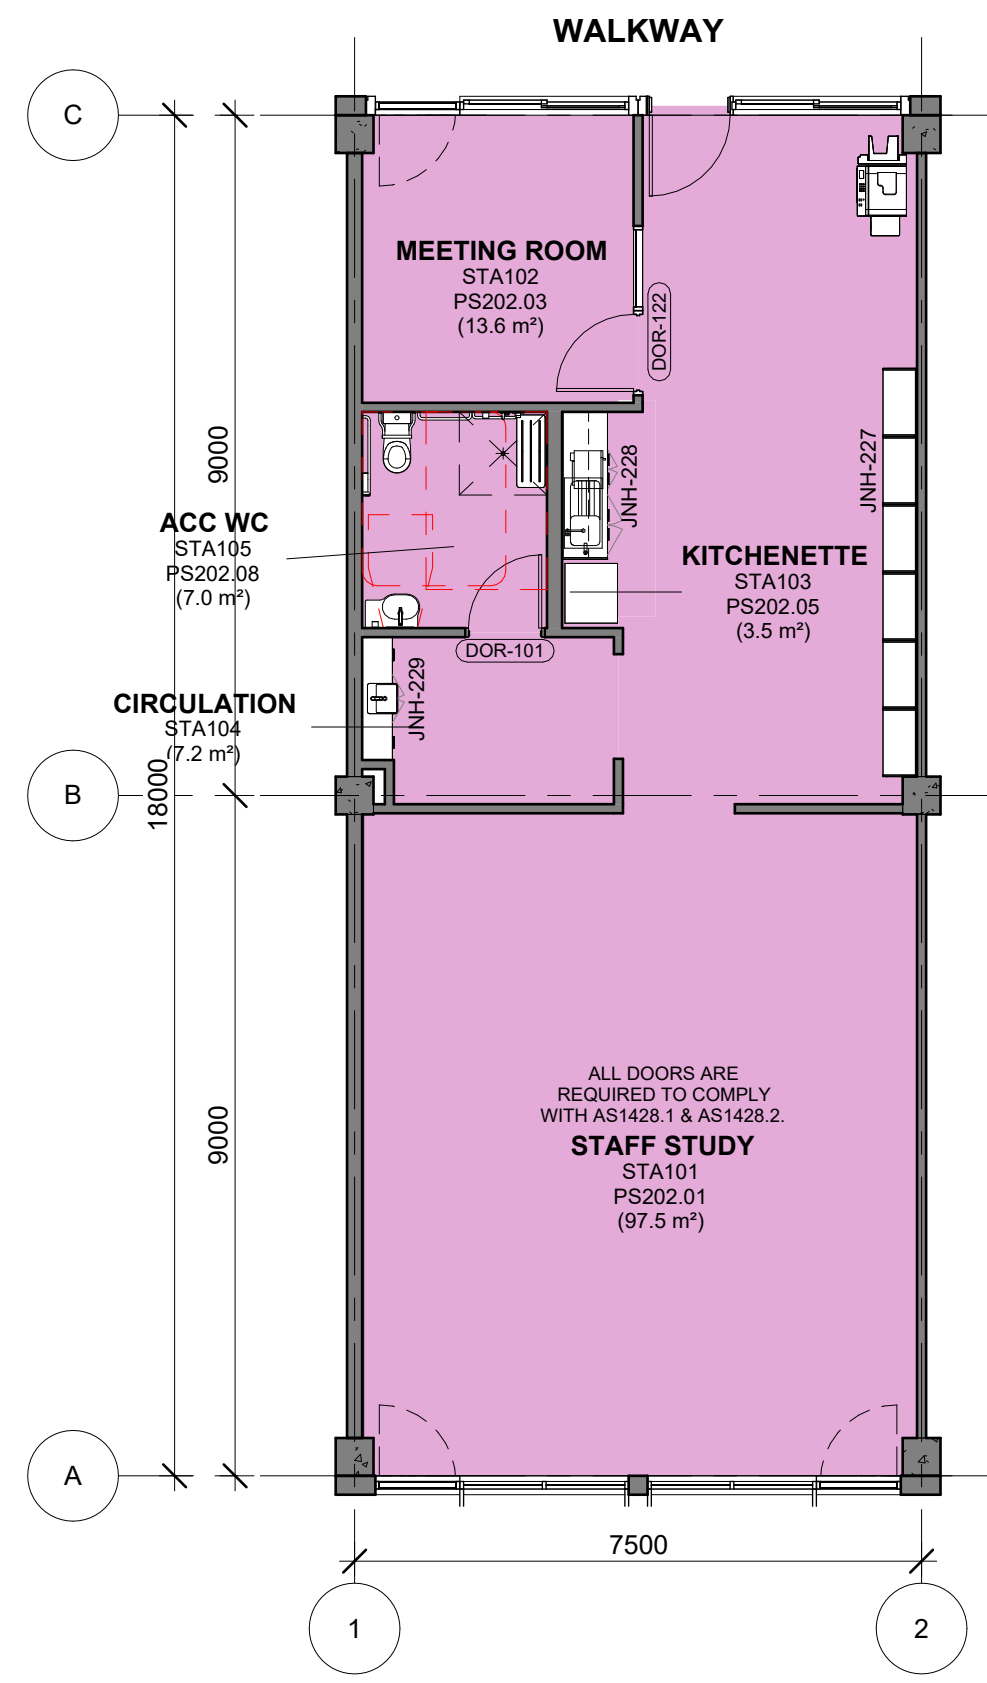 WALKWAY
C
MEETING ROOM
STA102
PS202.03
(13.6 m²)
DOR-122
9000
JNH-227
JNH-228
ACC WC
STA105
PS202.08
(7.0 m²)
KITCHENETTE
STA103
PS202.05
(3.5 m²)
DOR-101
JNH-229
CIRCULATION
STA104
(7.2 m²)
B
18000
9000
ALL DOORS ARE
REQUIRED TO COMPLY
WITH AS1428.1 & AS1428.2.
STAFF STUDY
STA101
PS202.01
(97.5 m²)
A
7500
1
2